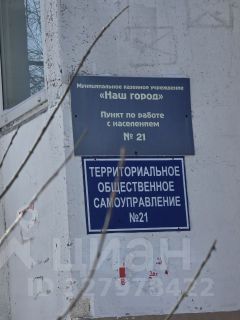 Муниципальное казенное учреждение
«Наш город»
Пункт по работе
с населением
№ 21
ТЕРРИТОРИАЛЬНОЕ
ОБЩЕСТВЕННОЕ
САМОУПРАВЛЕНИЕ
№21
циан